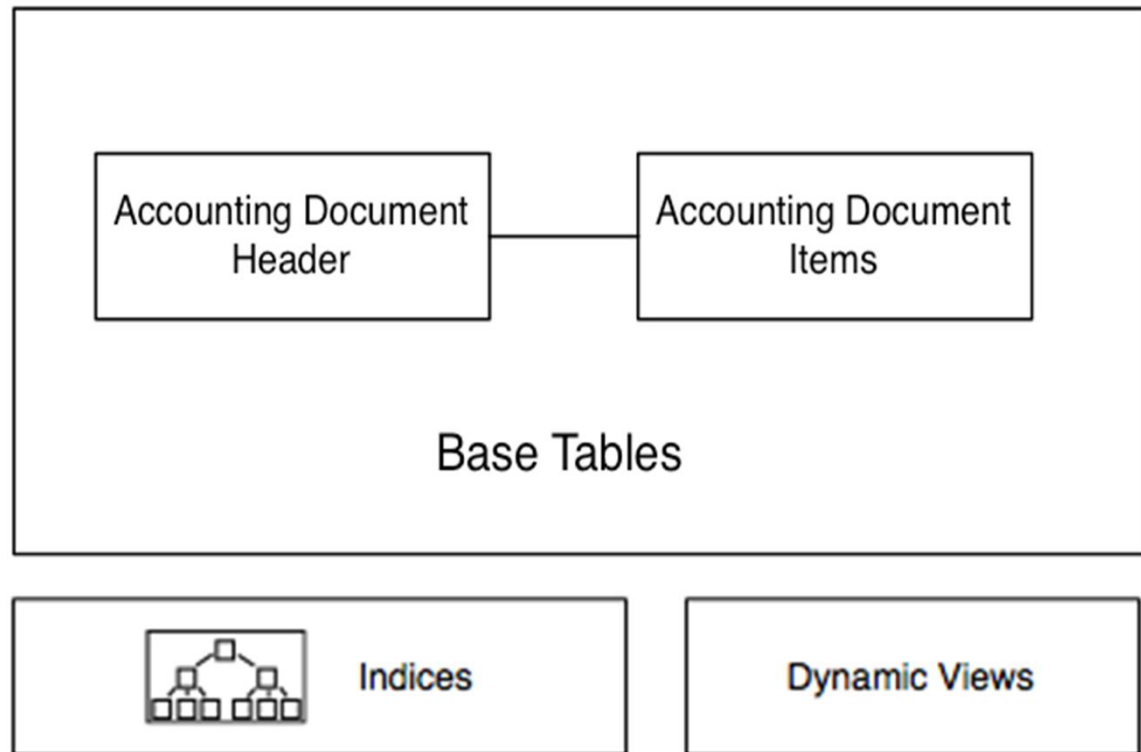 Accounting Document
Header
Accounting Document
Items
Base Tables
Indices
Dynamic Views